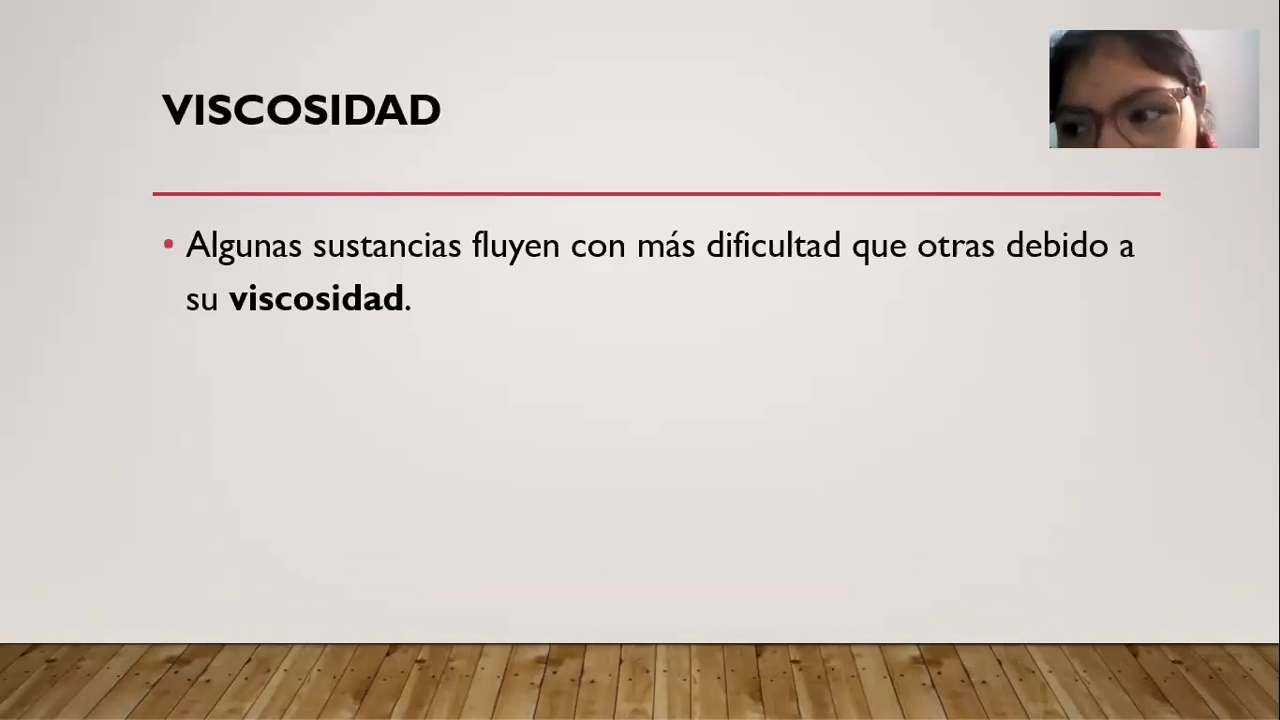 VISCOSIDAD
• Algunas sustancias fluyen con más dificultad que otras debido a
su viscosidad.